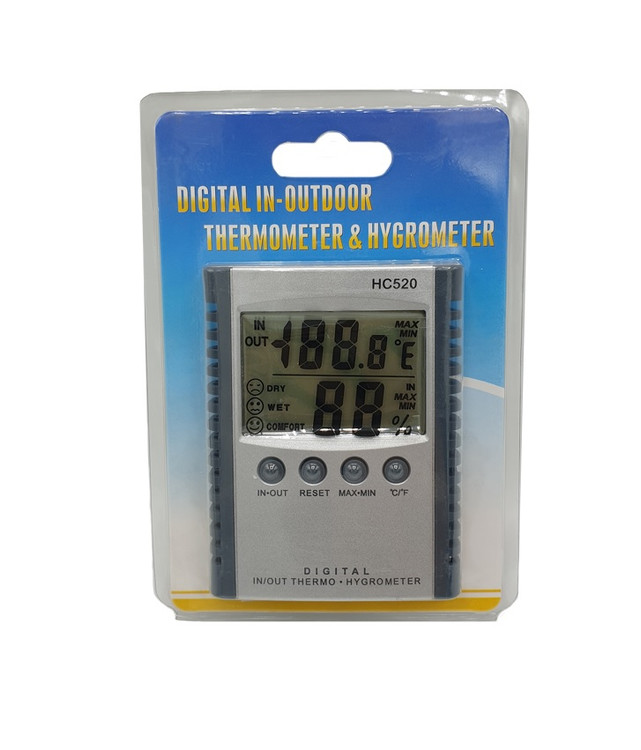 DIGITAL IN-OUTDOOR
THERMOMETER & HYGROMETER
HC520
IN
OUT
-188.8°E
MAX
MIN
DRY
WET
COMFORT
88%
IN
MAX
MIN
IN•OUT RESET MAX•MIN °C/°F
DIGITAL
IN/OUT THERMO • HYGROMETER